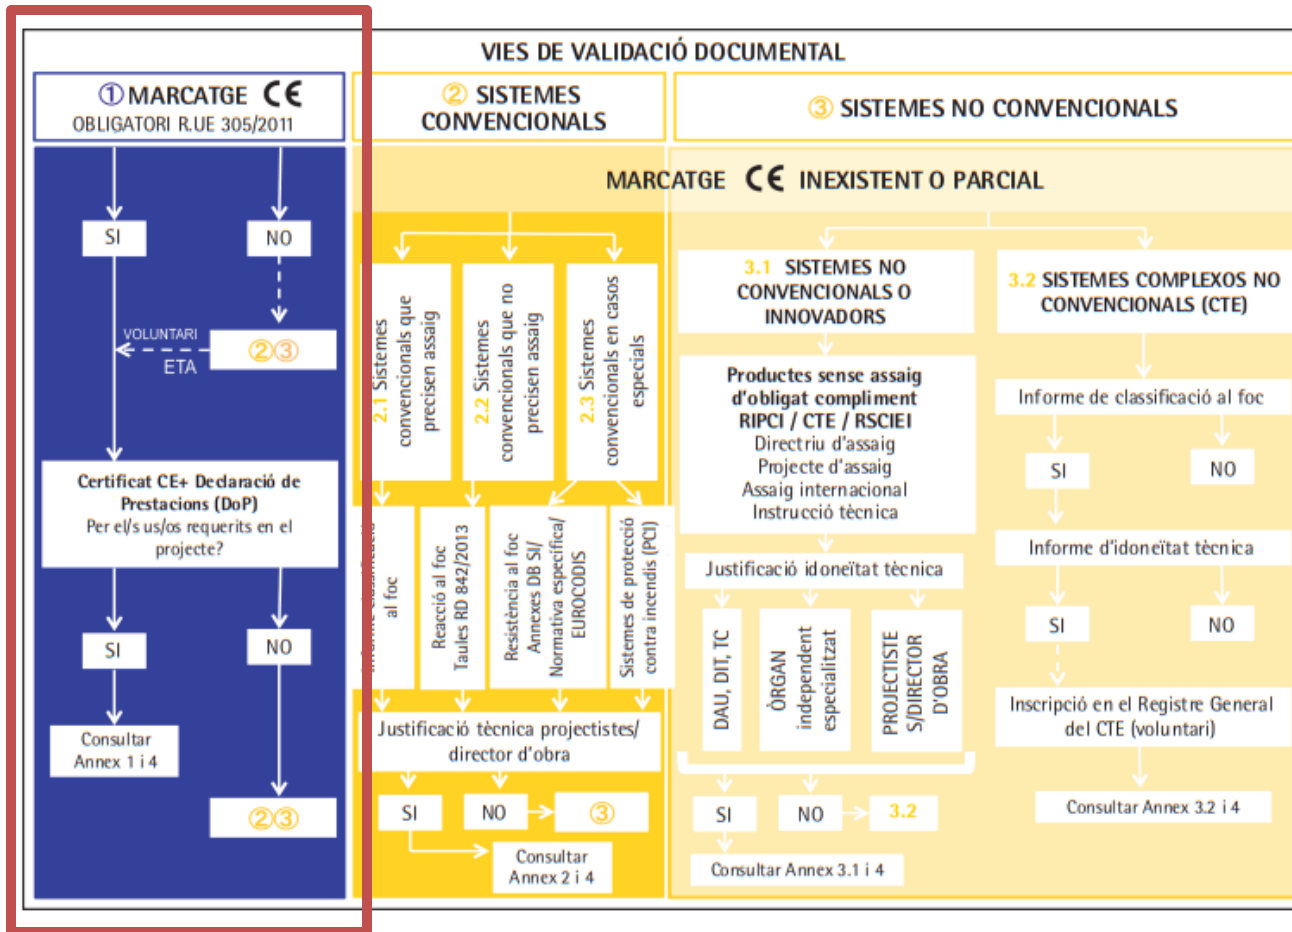 VIES DE VALIDACIÓ DOCUMENTAL
① MARCATGE CE
OBLIGATORI R.UE 305/2011
SI
NO
VOLUNTARI
ETA
②③
Certificat CE+ Declaració de
Prestacions (DoP)
Per el/s us/os requerits en el
projecte?
SI
NO
Consultar
Annex 1 i 4
②③
② SISTEMES
CONVENCIONALS
③ SISTEMES NO CONVENCIONALS
MARCATGE CE INEXISTENT O PARCIAL
2.1 Sistemes
convencionals que
precisen assaig
2.2 Sistemes
convencionals que no
precisen assaig
2.3 Sistemes
convencionals en casos
especials
al foc
Reacció al foc
Taules RD 842/2013
Resistència al foc
Annexes DB SI/
Normativa específica/
EUROCODIS
Sistemes de protecció
contra incendis (PCI)
Justificació tècnica projectistes/
director d'obra
SI
NO
③
Consultar
Annex 2 i 4
3.1 SISTEMES NO
CONVENCIONALS O
INNOVADORS
Productes sense assaig
d'obligat compliment
RIPCI / CTE / RSCIEI
Directriu d'assaig
Projecte d'assaig
Assaig internacional
Instrucció tècnica
Justificació idoneïtat tècnica
DAU, DIT, TC
ÒRGAN
independent
especialitzat
PROJECTISTE
S/DIRECTOR
D'OBRA
SI
NO
3.2
Consultar Annex 3.1 i 4
3.2 SISTEMES COMPLEXOS NO
CONVENCIONALS (CTE)
Informe de classificació al foc
SI
NO
Informe d'idoneïtat tècnica
SI
NO
Inscripció en el Registre General
del CTE (voluntari)
Consultar Annex 3.2 i 4